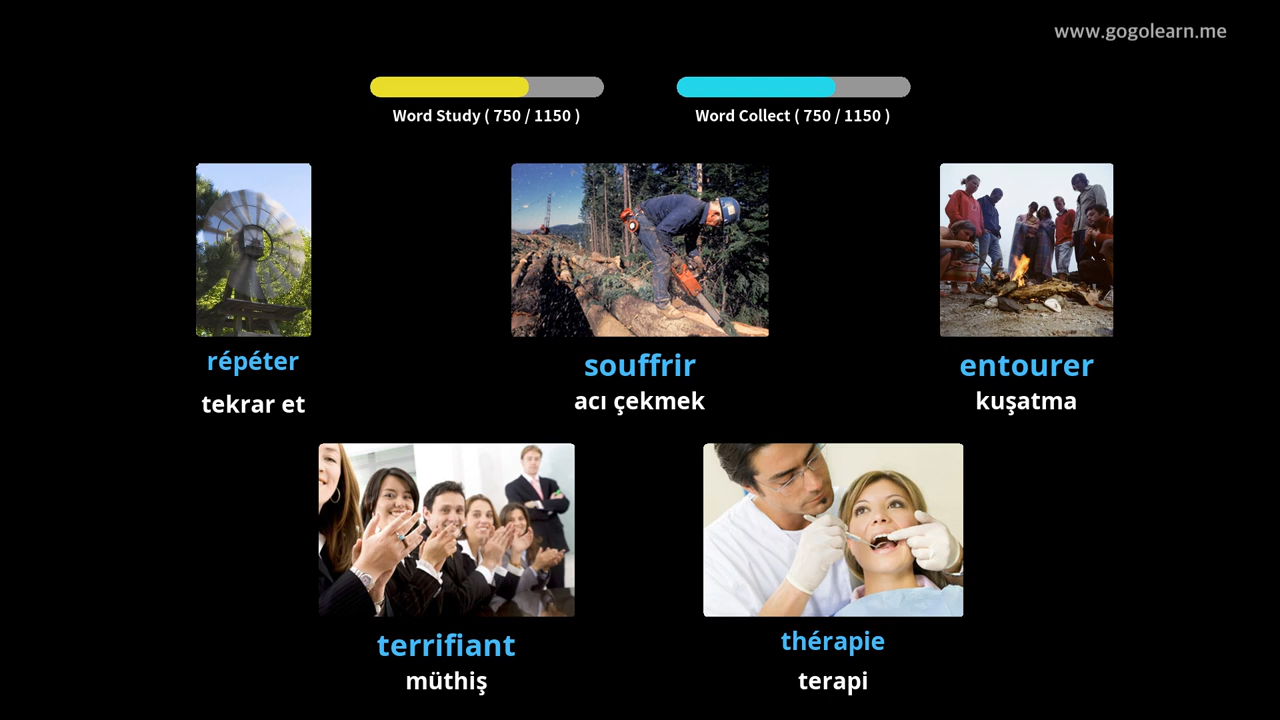 www.gogolearn.me
Word Study ( 750 / 1150 )
Word Collect ( 750 / 1150 )
répéter
tekrar et
souffrir
acı çekmek
entourer
kuşatma
terrifiant
müthiş
thérapie
terapi